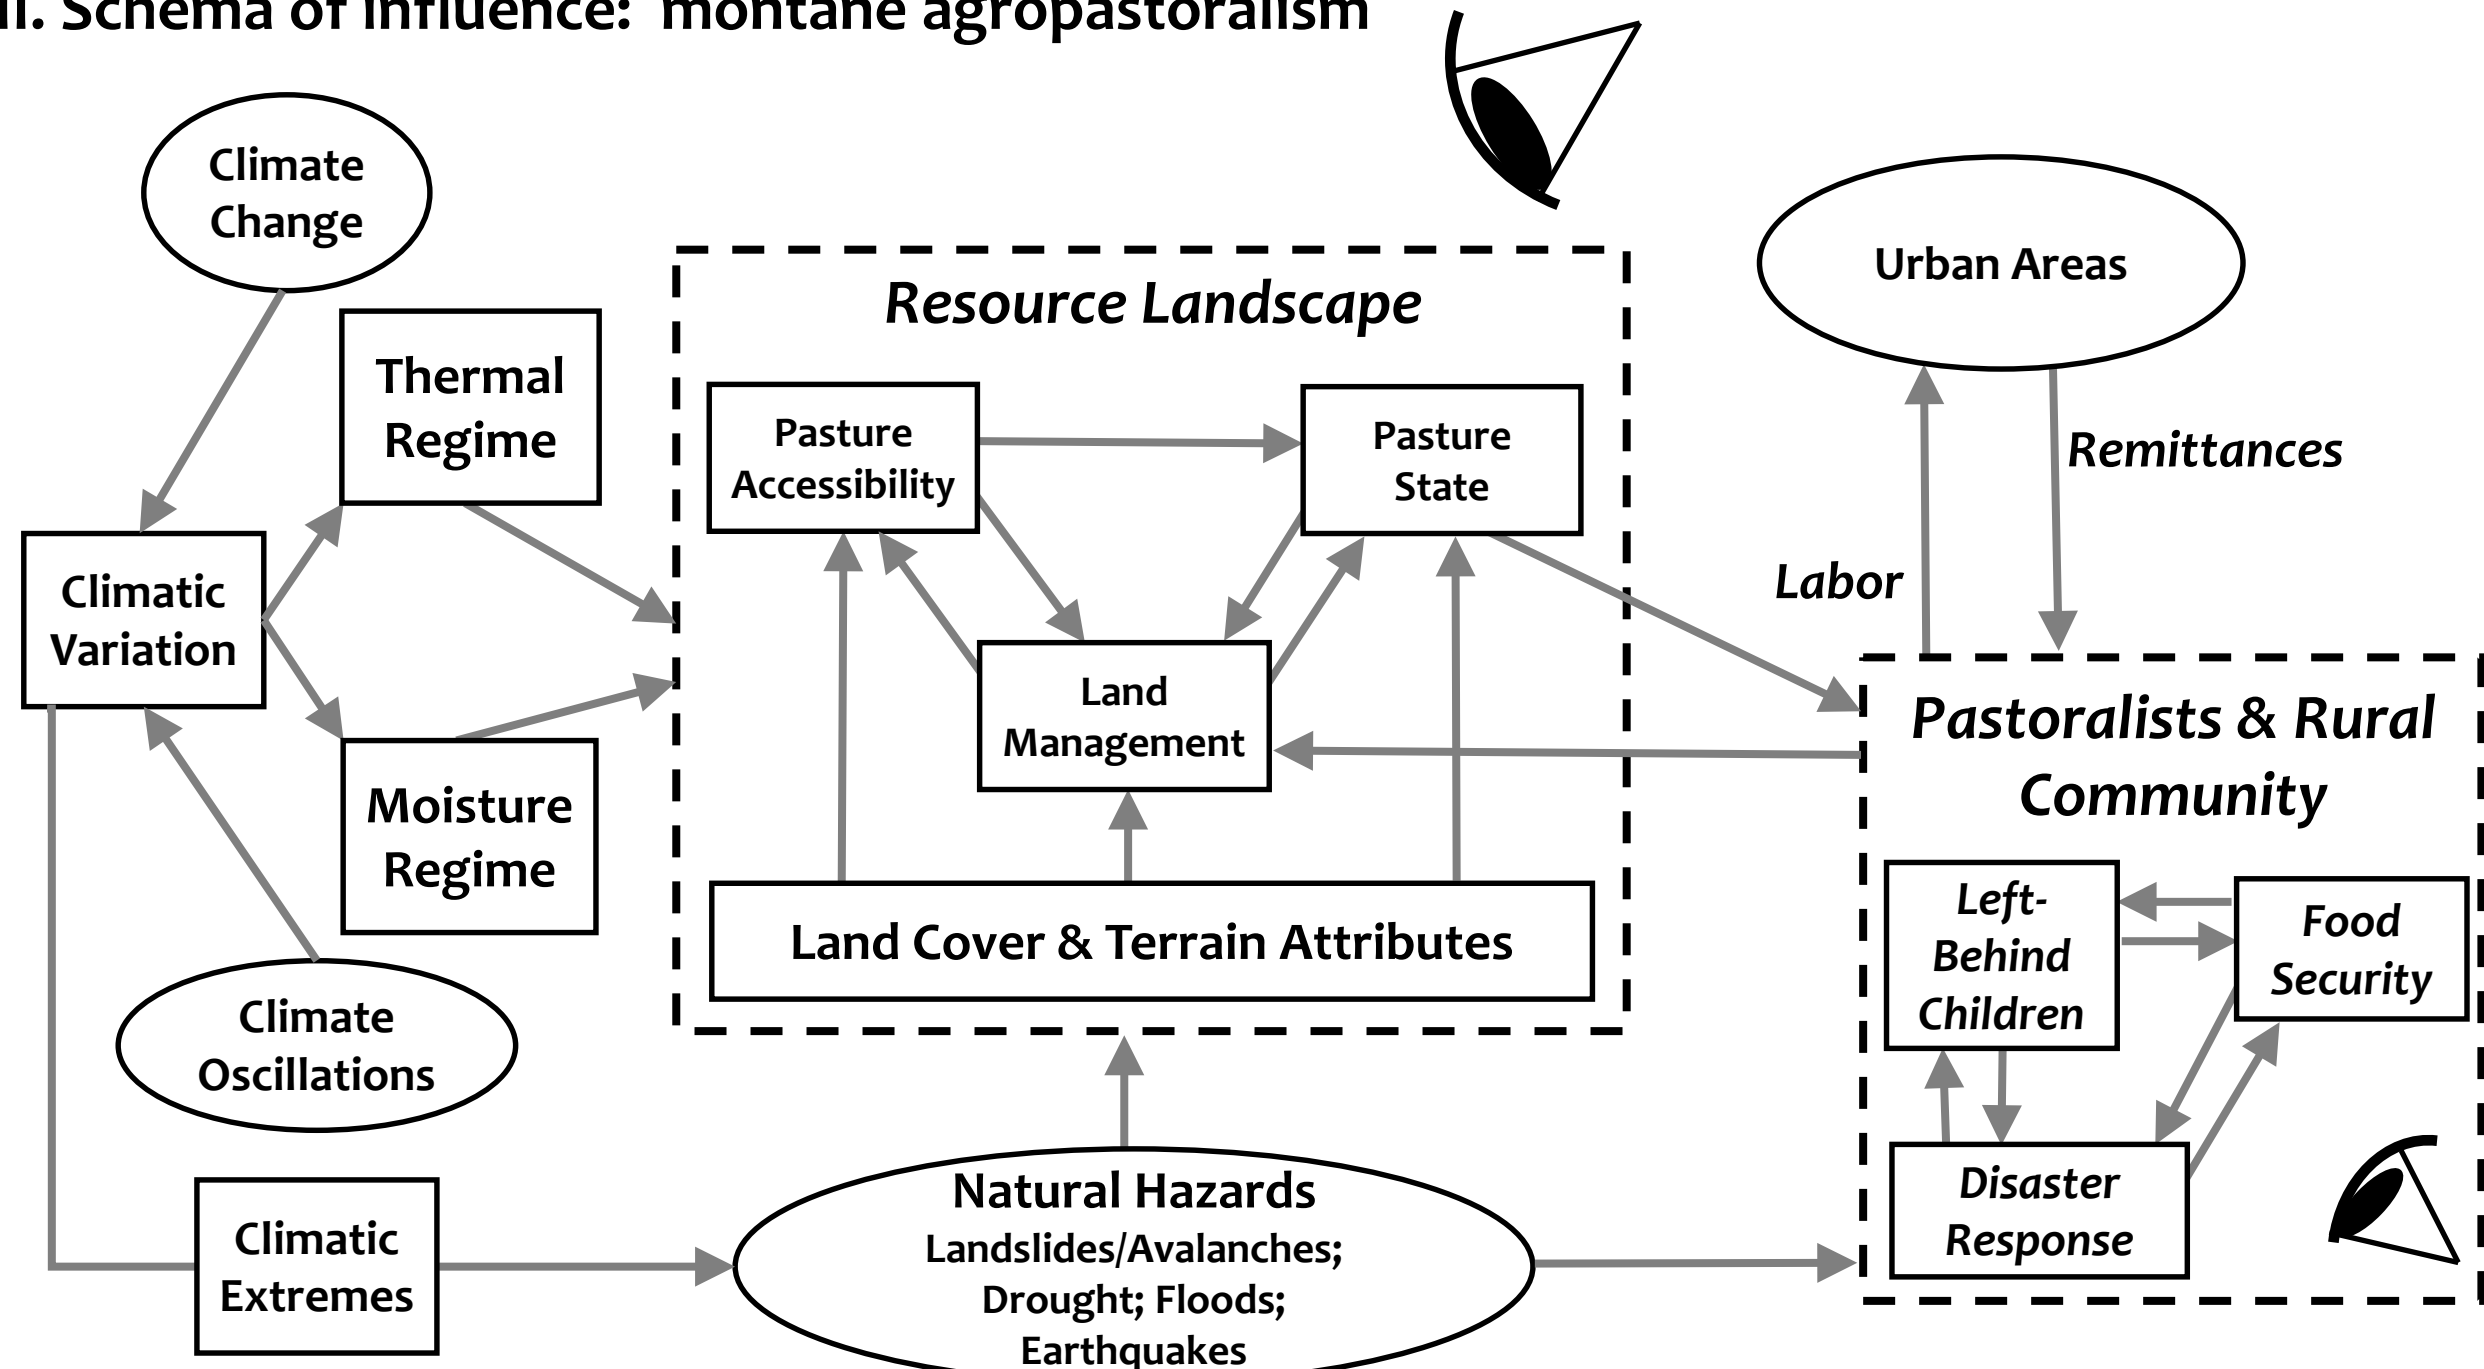 II. Schema of influence: montane agropastoralism
Climate
Change
Urban Areas
Resource Landscape
Thermal
Regime
Pasture
Accessibility
Pasture
State
Remittances
Labor
Climatic
Variation
Land
Management
Pastoralists & Rural
Community
Moisture
Regime
Left-
Behind
Children
Food
Security
Land Cover & Terrain Attributes
Climate
Oscillations
Natural Hazards
Landslides/Avalanches;
Drought; Floods;
Earthquakes
Disaster
Response
Climatic
Extremes